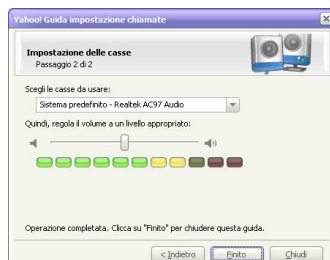 Yahoo! Guida impostazione chiamate
Impostazione delle casse
Passaggio 2 di 2
Scegli le casse da usare:
Sistema predefinito - Realtek AC97 Audio
Quindi, regola il volume a un livello appropriato:
Operazione completata. Clicca su "Finito" per chiudere questa guida.
< Indietro
Finito
Chiudi